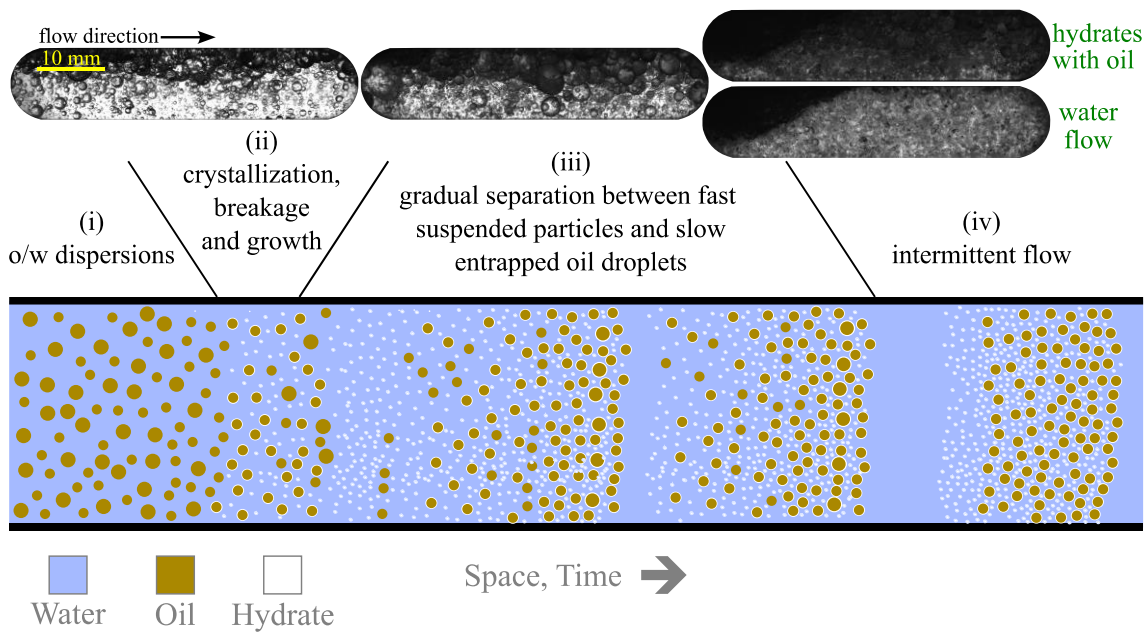 flow direction
10 mm
hydrates
with oil
water
flow
(i)
o/w dispersions
(ii)
crystallization,
breakage
and growth
(iii)
gradual separation between fast
suspended particles and slow
entrapped oil droplets
(iv)
intermittent flow
Water
Oil
Hydrate
Space, Time